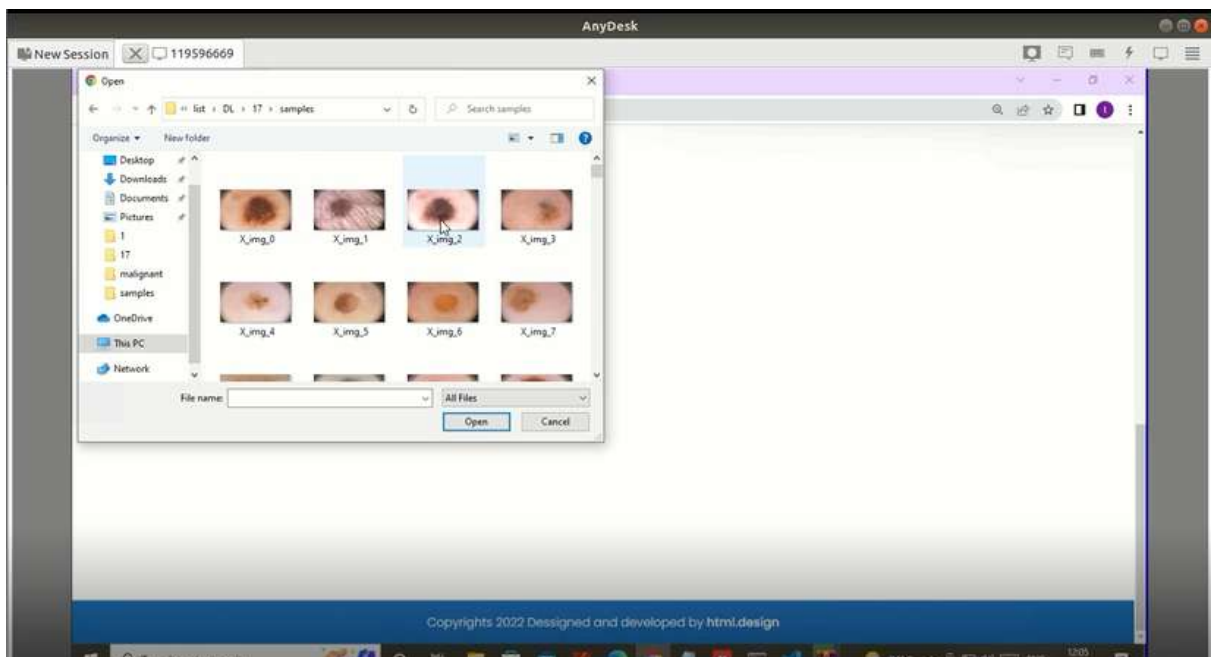 AnyDesk
New Session
119596669
Open
« list › DL › 17 › samples
Search samples
Organize
New folder
Desktop
Downloads
Documents
Pictures
1
17
malignant
samples
OneDrive
This PC
Network
X_img_0
X_img_1
X_img_2
X_img_3
X_img_4
X_img_5
X_img_6
X_img_7
File name:
All Files
Open
Cancel
Copyrights 2022 Dessigned and developed by html.design
12:05